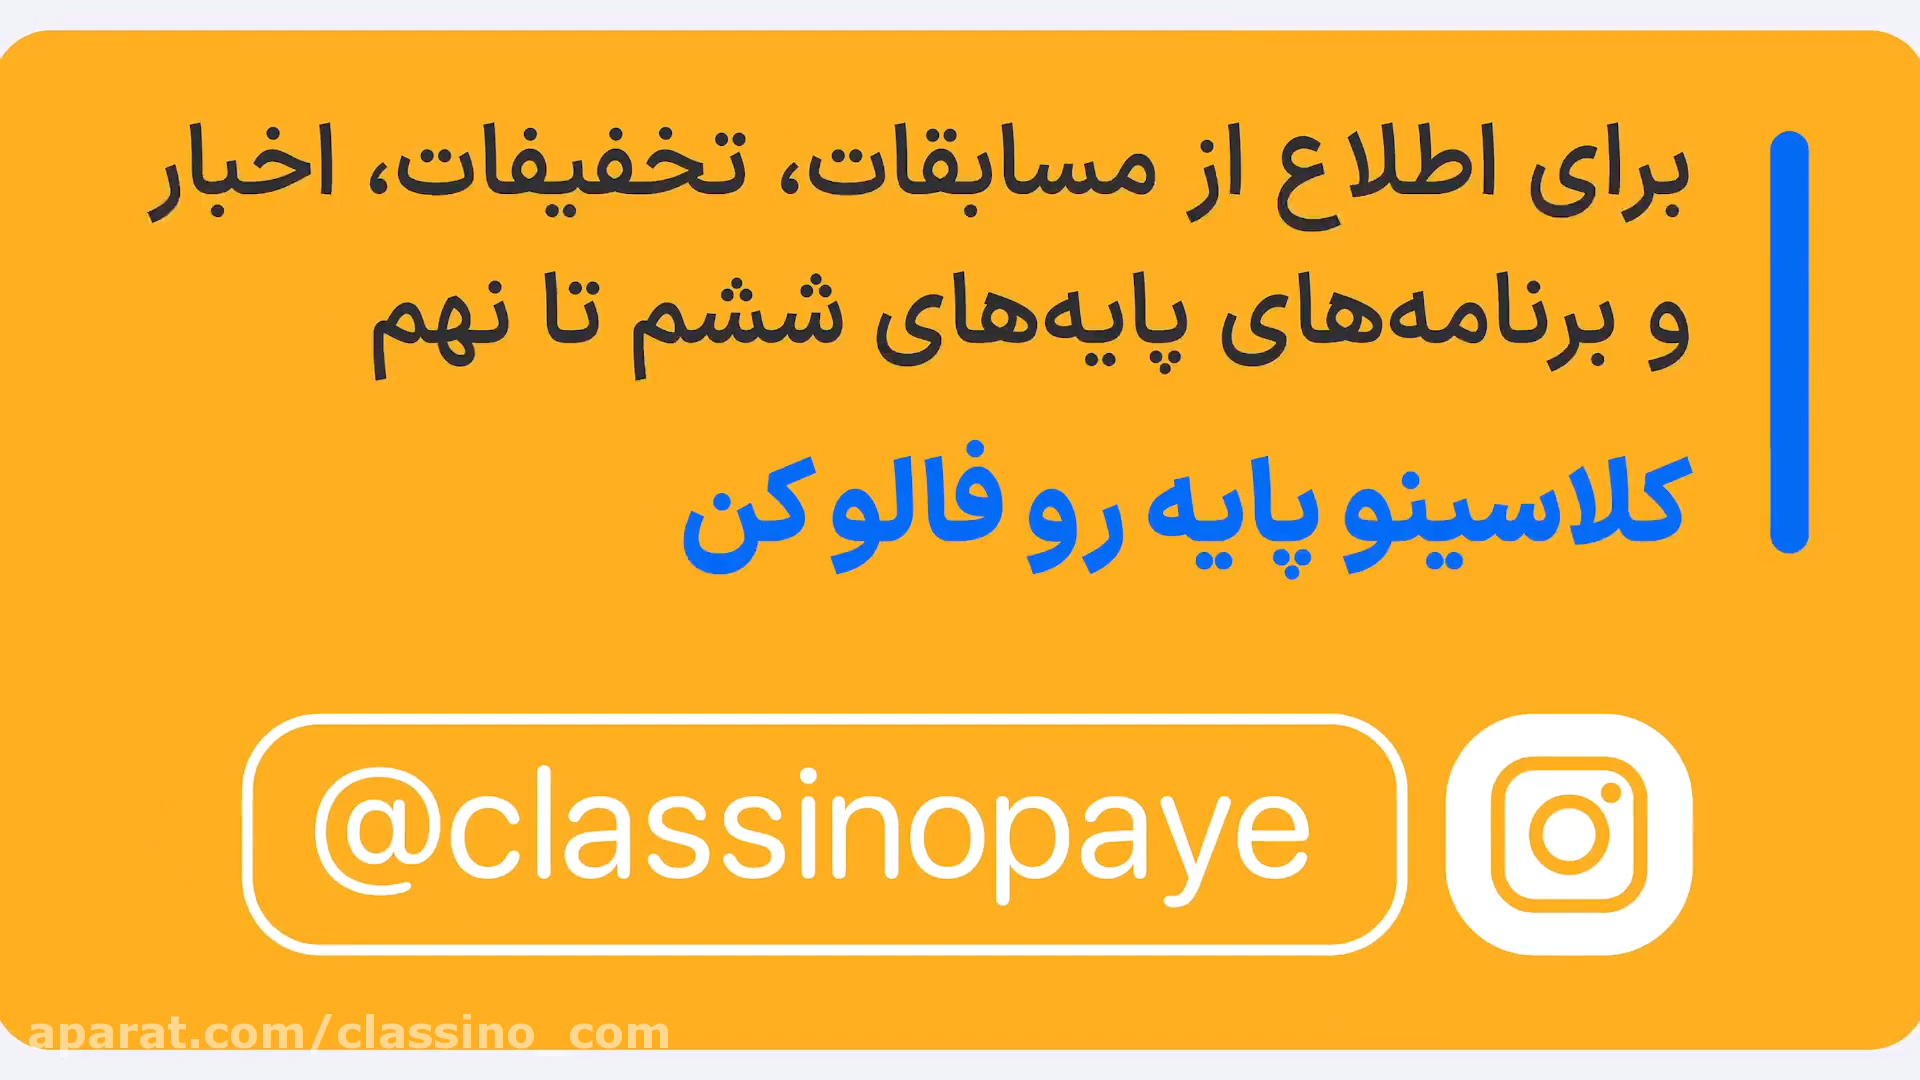 برای اطلاع از مسابقات، تخفیفات، اخبار
و برنامه‌های پایه‌های ششم تا نهم
کلاسینو پایه رو فالو کن
@classinopaye
aparat.com/classino_com